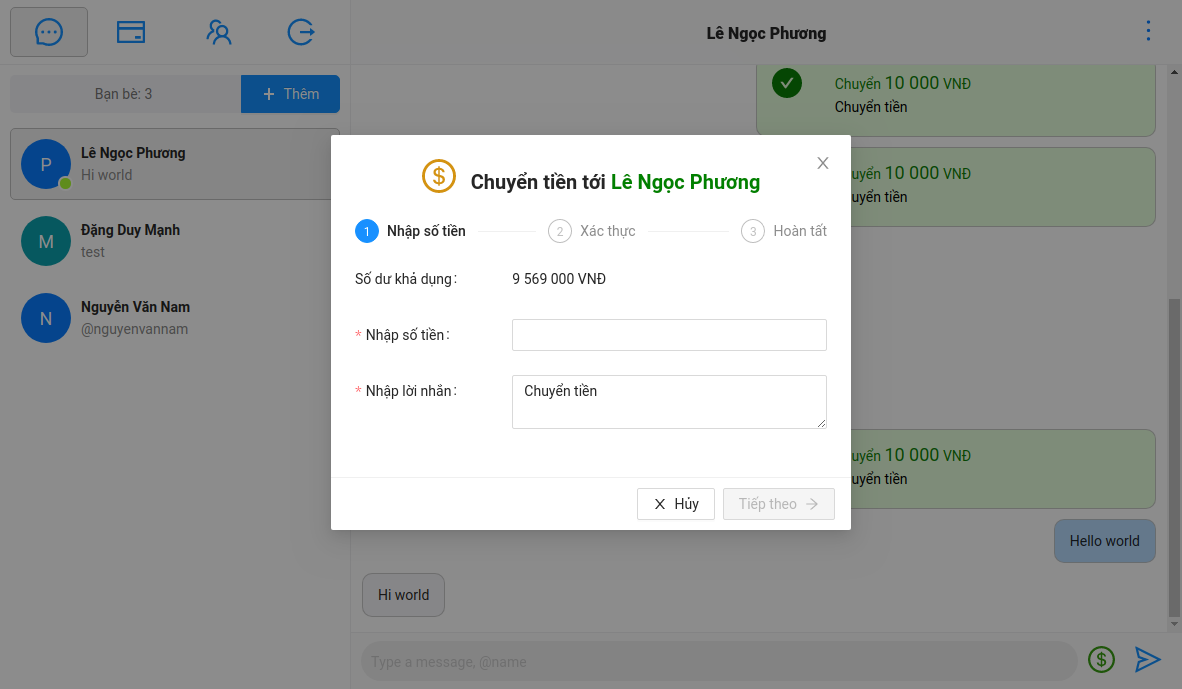 Lê Ngọc Phương
Bạn bè: 3
+ Thêm
P
Lê Ngọc Phương
Hi world
M
Đặng Duy Mạnh
test
N
Nguyễn Văn Nam
@nguyenvannam
Chuyển 10 000 VNĐ
Chuyển tiền
uyển 10 000 VNĐ
uyển tiền
$ Chuyển tiền tới Lê Ngọc Phương
1 Nhập số tiền
2 Xác thực
3 Hoàn tất
Số dư khả dụng: 9 569 000 VNĐ
* Nhập số tiền:
* Nhập lời nhắn: Chuyển tiền
Hủy
Tiếp theo
uyển 10 000 VNĐ
uyển tiền
Hello world
Hi world
Type a message, @name
$